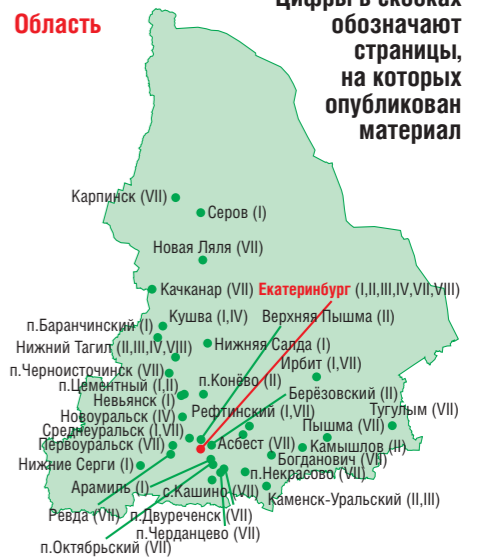 Область
Цифры в скобках
обозначают
страницы,
на которых
опубликован
материал
Карпинск (VII)
Серов (I)
Новая Ляля (VII)
Качканар (VII)
Екатеринбург (I,II,III,IV,VII,VIII)
п.Баранчинский (I)
Кушва (I,IV)
Верхняя Пышма (II)
Нижний Тагил (II,III,IV,VIII)
Нижняя Салда (I)
п.Черноисточинск (VII)
Ирбит (I,VII)
п.Цементный (I,II)
п.Конёво (II)
Невьянск (I)
Берёзовский (II)
Новоуральск (IV)
Рефтинский (I,VII)
Тугулым (VII)
Среднеуральск (I,VII)
Пышма (VII)
Первоуральск (VII)
Асбест (VII)
Камышлов (II)
Богданович (VII)
Нижние Серги (I)
п.Некрасово (VII)
Арамиль (I)
с.Кашино (VII)
Каменск-Уральский (II,III)
Ревда (VII)
п.Двуреченск (VII)
п.Черданцево (VII)
п.Октябрьский (VII)